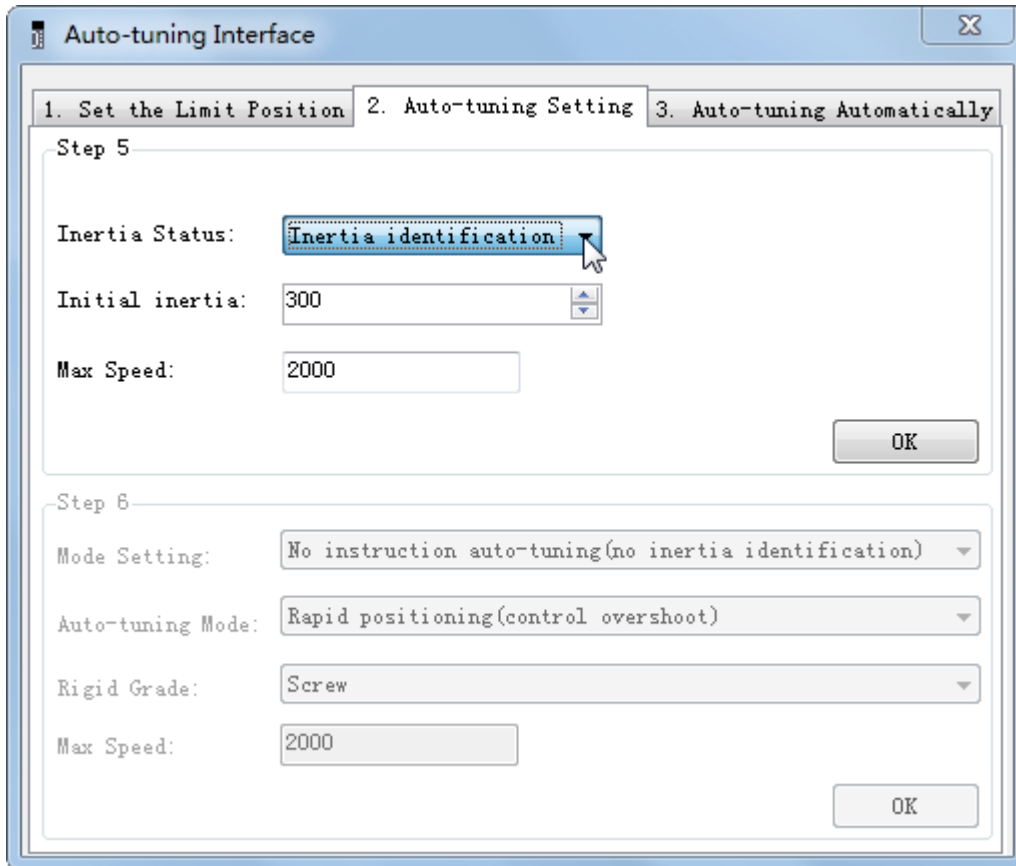 Auto-tuning Interface
1. Set the Limit Position 2. Auto-tuning Setting 3. Auto-tuning Automatically
Step 5
Inertia Status: Inertia identification
Initial inertia: 300
Max Speed: 2000
OK
Step 6
Mode Setting: No instruction auto-tuning(no inertia identification)
Auto-tuning Mode: Rapid positioning(control overshoot)
Rigid Grade: Screw
Max Speed: 2000
OK